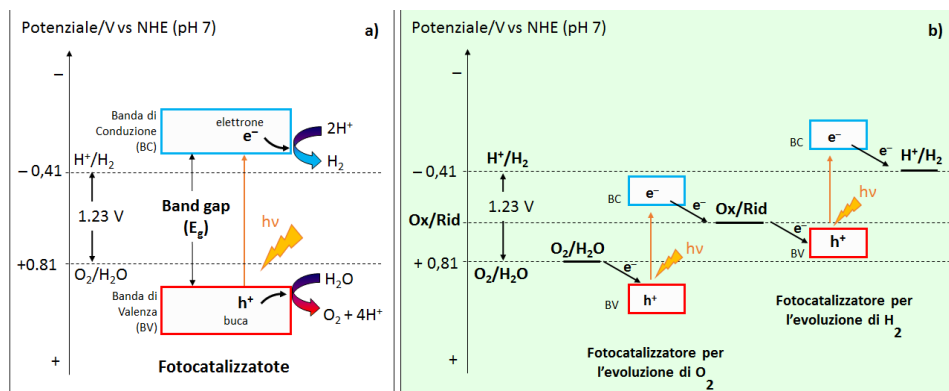 Potenziale/V vs NHE (pH 7)
a)
−
Banda di
Conduzione
(BC)
elettrone
e⁻
2H⁺
H₂
H⁺/H₂
− 0,41
1.23 V
Band gap
(Eg)
hν
+0.81
O₂/H₂O
Banda di
Valenza
(BV)
h⁺
buca
H₂O
O₂ + 4H⁺
+
Fotocatalizzatote
Potenziale/V vs NHE (pH 7)
b)
−
BC
e⁻
e⁻
H⁺/H₂
H⁺/H₂
− 0,41
BC
e⁻
e⁻
hν
1.23 V
Ox/Rid
Ox/Rid
e⁻
BV
h⁺
hν
O₂/H₂O
+ 0,81
O₂/H₂O
e⁻
BV
h⁺
Fotocatalizzatore per
l'evoluzione di H₂
Fotocatalizzatore per
l'evoluzione di O₂
+